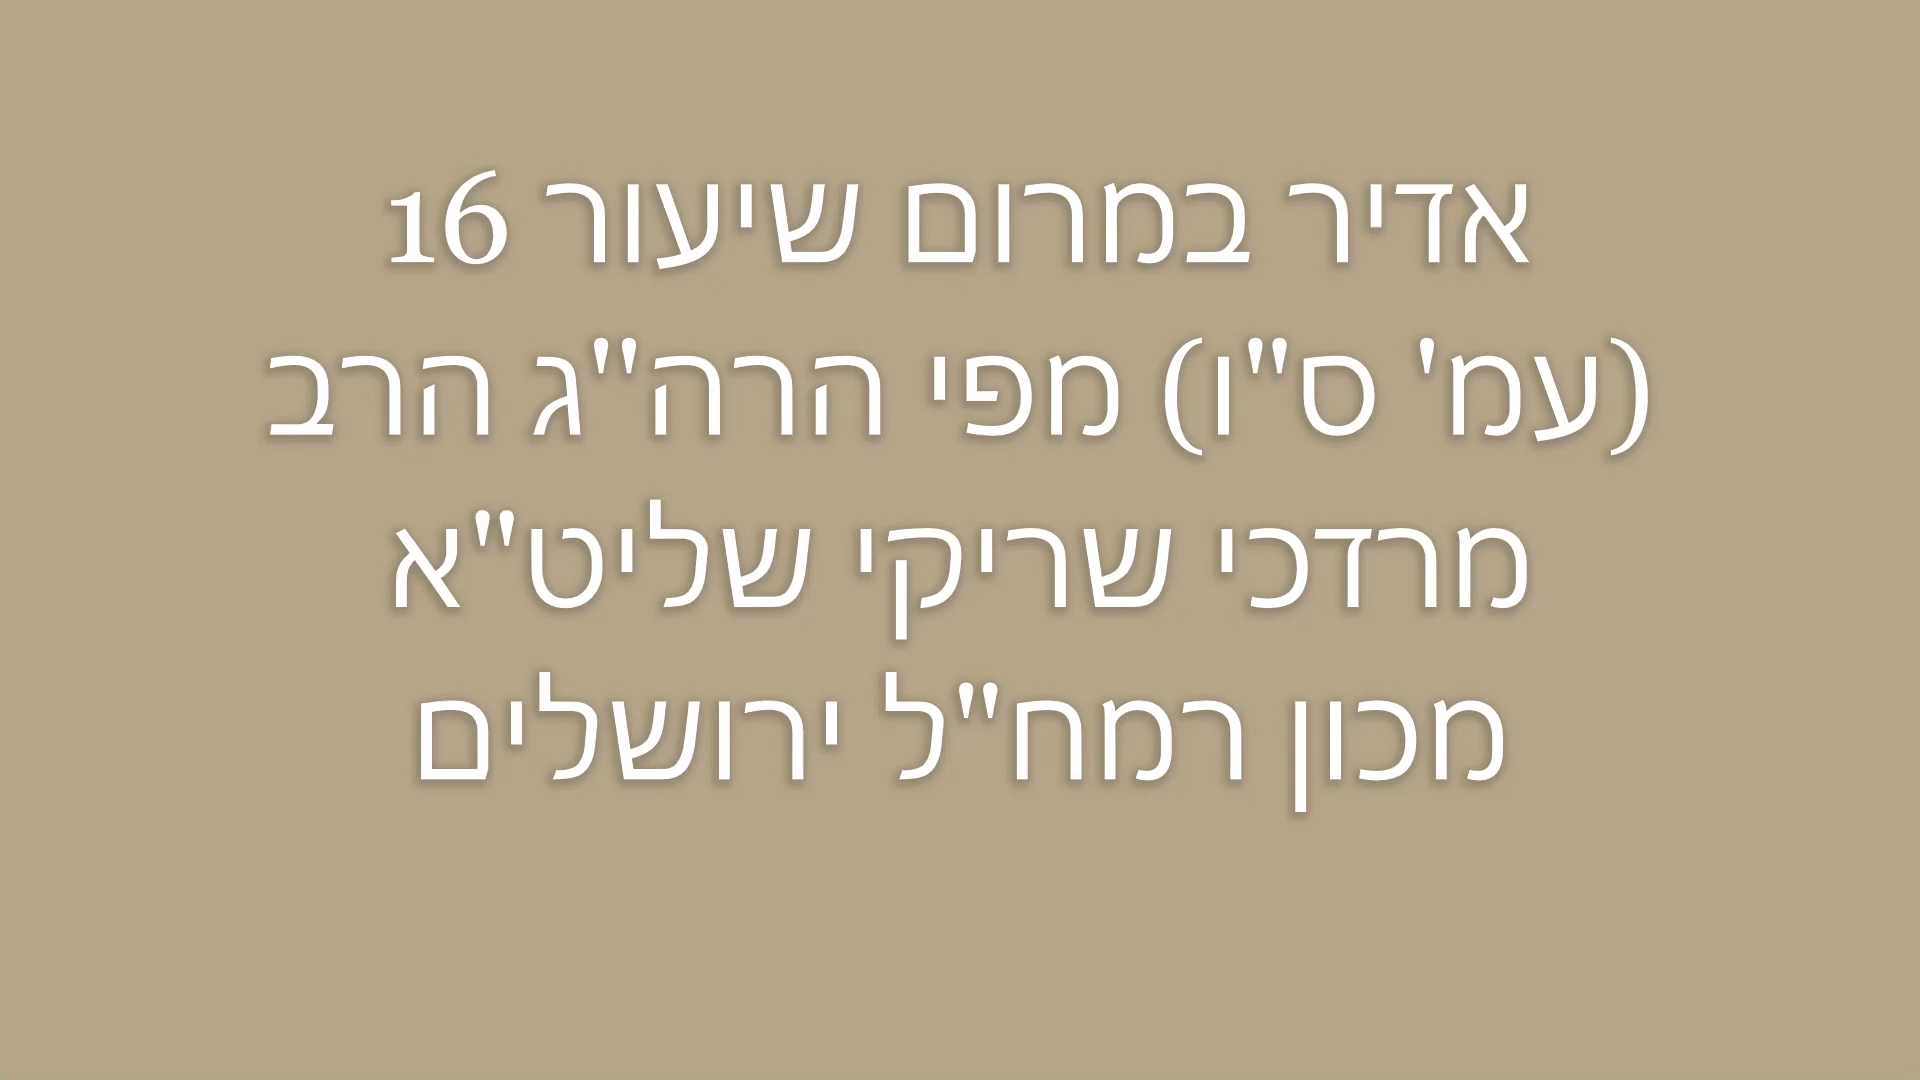 אדיר במרום שיעור 16
(עמ' ס"ו) מפי הרה"ג הרב
מרדכי שריקי שליט"א
מכון רמח"ל ירושלים